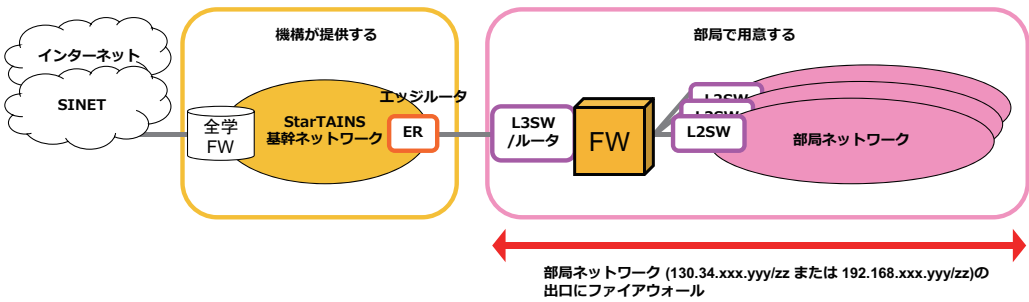 機構が提供する
部局で用意する
インターネット
SINET
全学
FW
StarTAINS
基幹ネットワーク
エッジルータ
ER
L3SW
/ルータ
FW
L2SW
L2SW
L2SW
部局ネットワーク
部局ネットワーク (130.34.xxx.yyy/zz または 192.168.xxx.yyy/zz)の
出口にファイアウォール